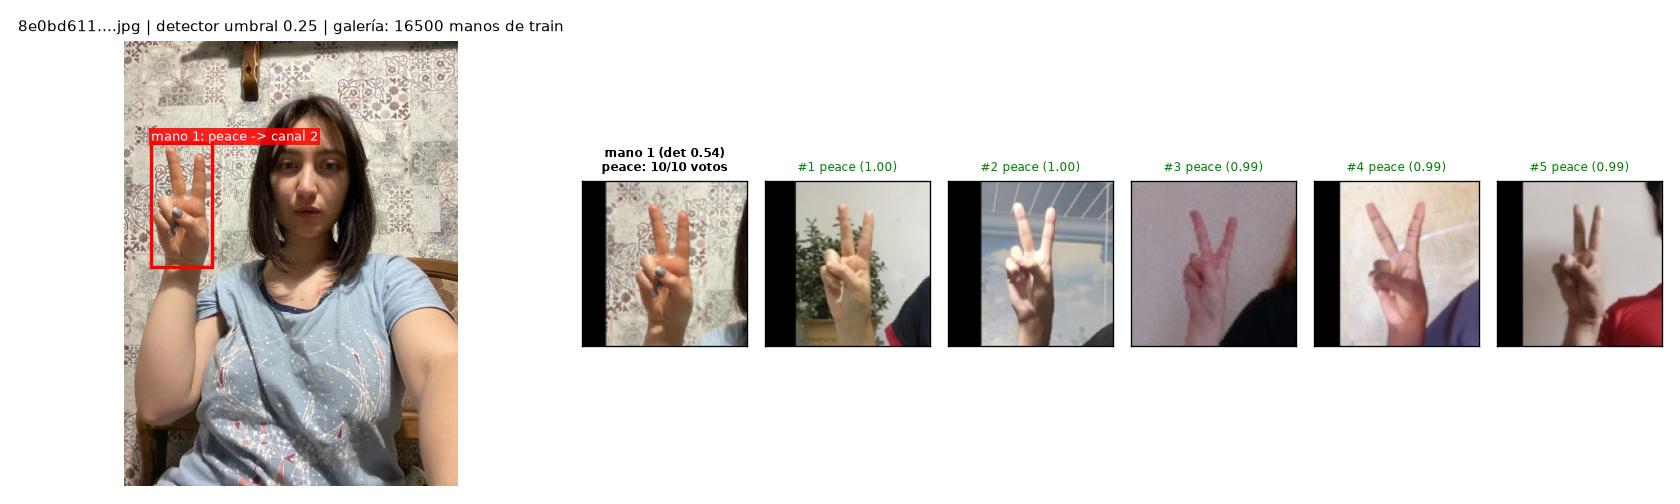 8e0bd611....jpg | detector umbral 0.25 | galería: 16500 manos de train
mano 1: peace -> canal 2
mano 1 (det 0.54)
peace: 10/10 votos
#1 peace (1.00)
#2 peace (1.00)
#3 peace (0.99)
#4 peace (0.99)
#5 peace (0.99)